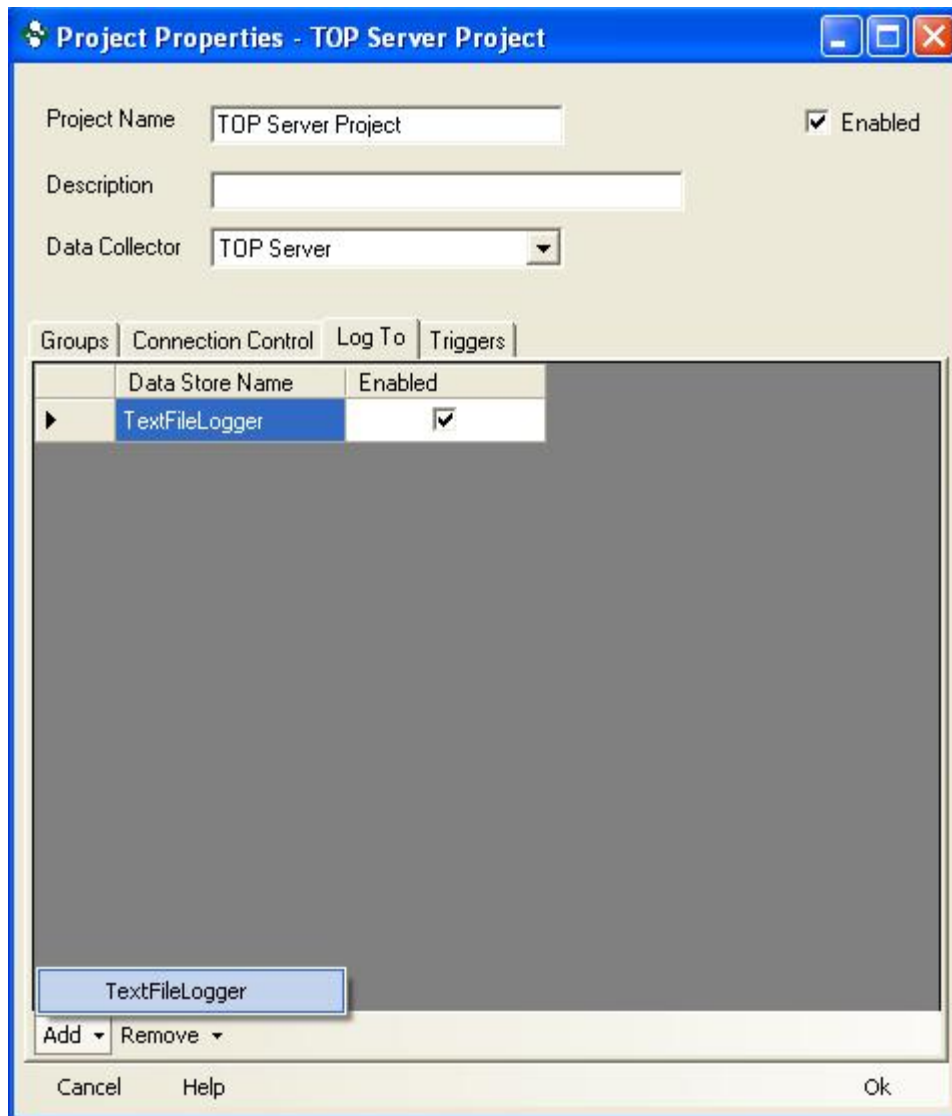 Project Properties - TOP Server Project
Project Name TOP Server Project Enabled
Description
Data Collector TOP Server
Groups Connection Control Log To Triggers
Data Store Name Enabled
TextFileLogger
TextFileLogger
Add Remove
Cancel Help Ok